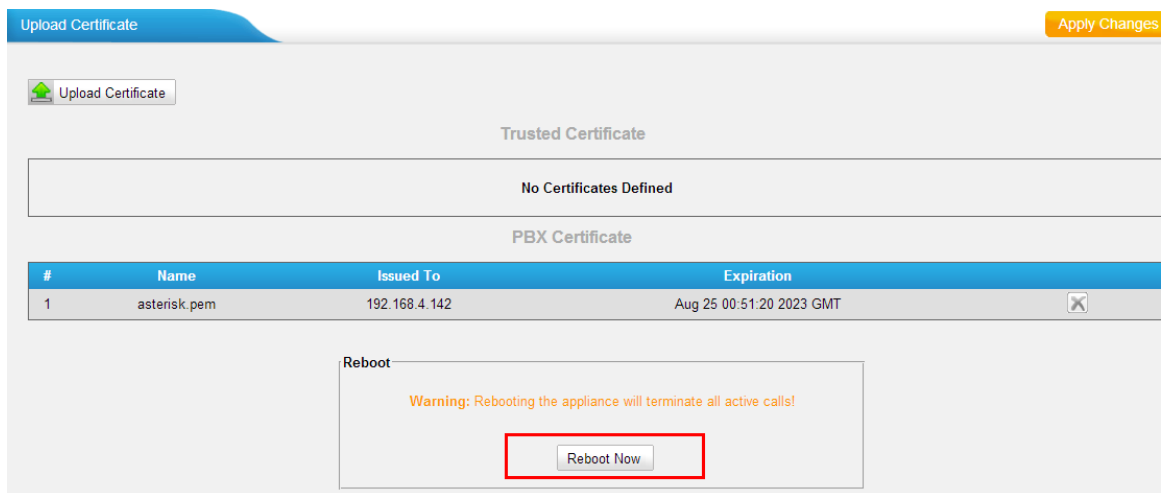 Upload Certificate
Apply Changes
Upload Certificate
Trusted Certificate
No Certificates Defined
PBX Certificate
# Name Issued To Expiration
1 asterisk.pem 192.168.4.142 Aug 25 00:51:20 2023 GMT
Reboot
Warning: Rebooting the appliance will terminate all active calls!
Reboot Now